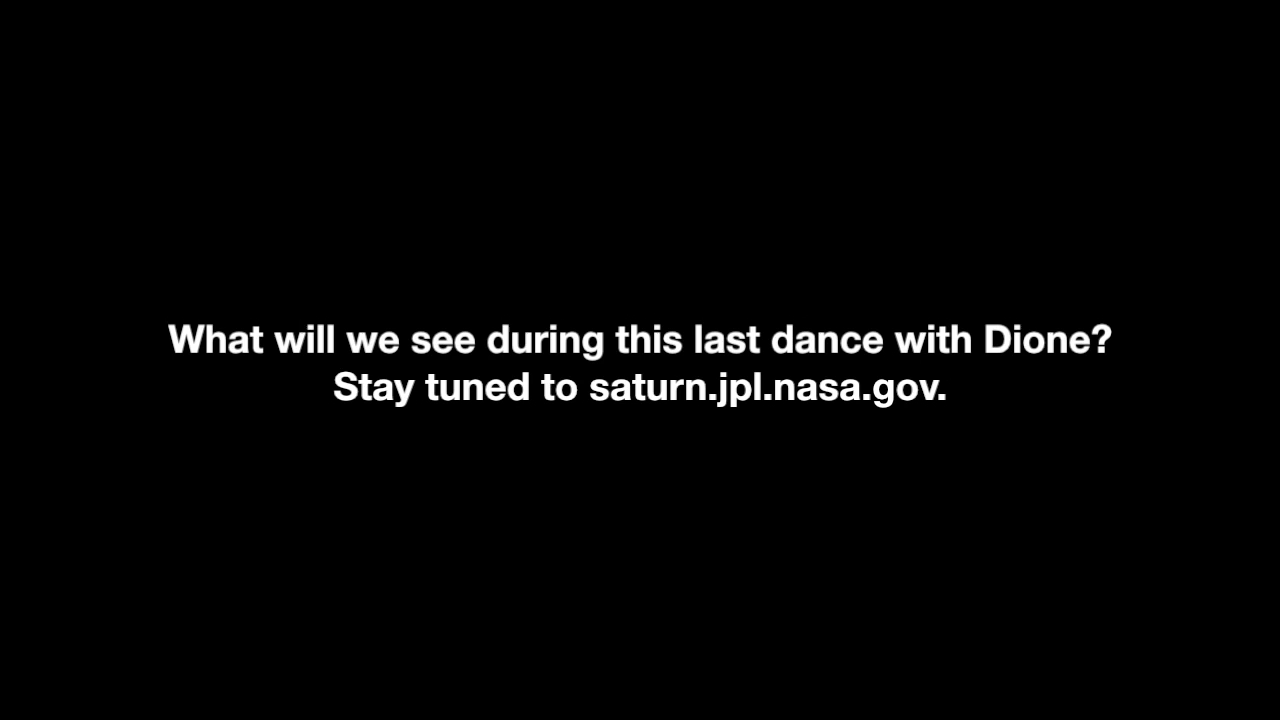 What will we see during this last dance with Dione?
Stay tuned to saturn.jpl.nasa.gov.